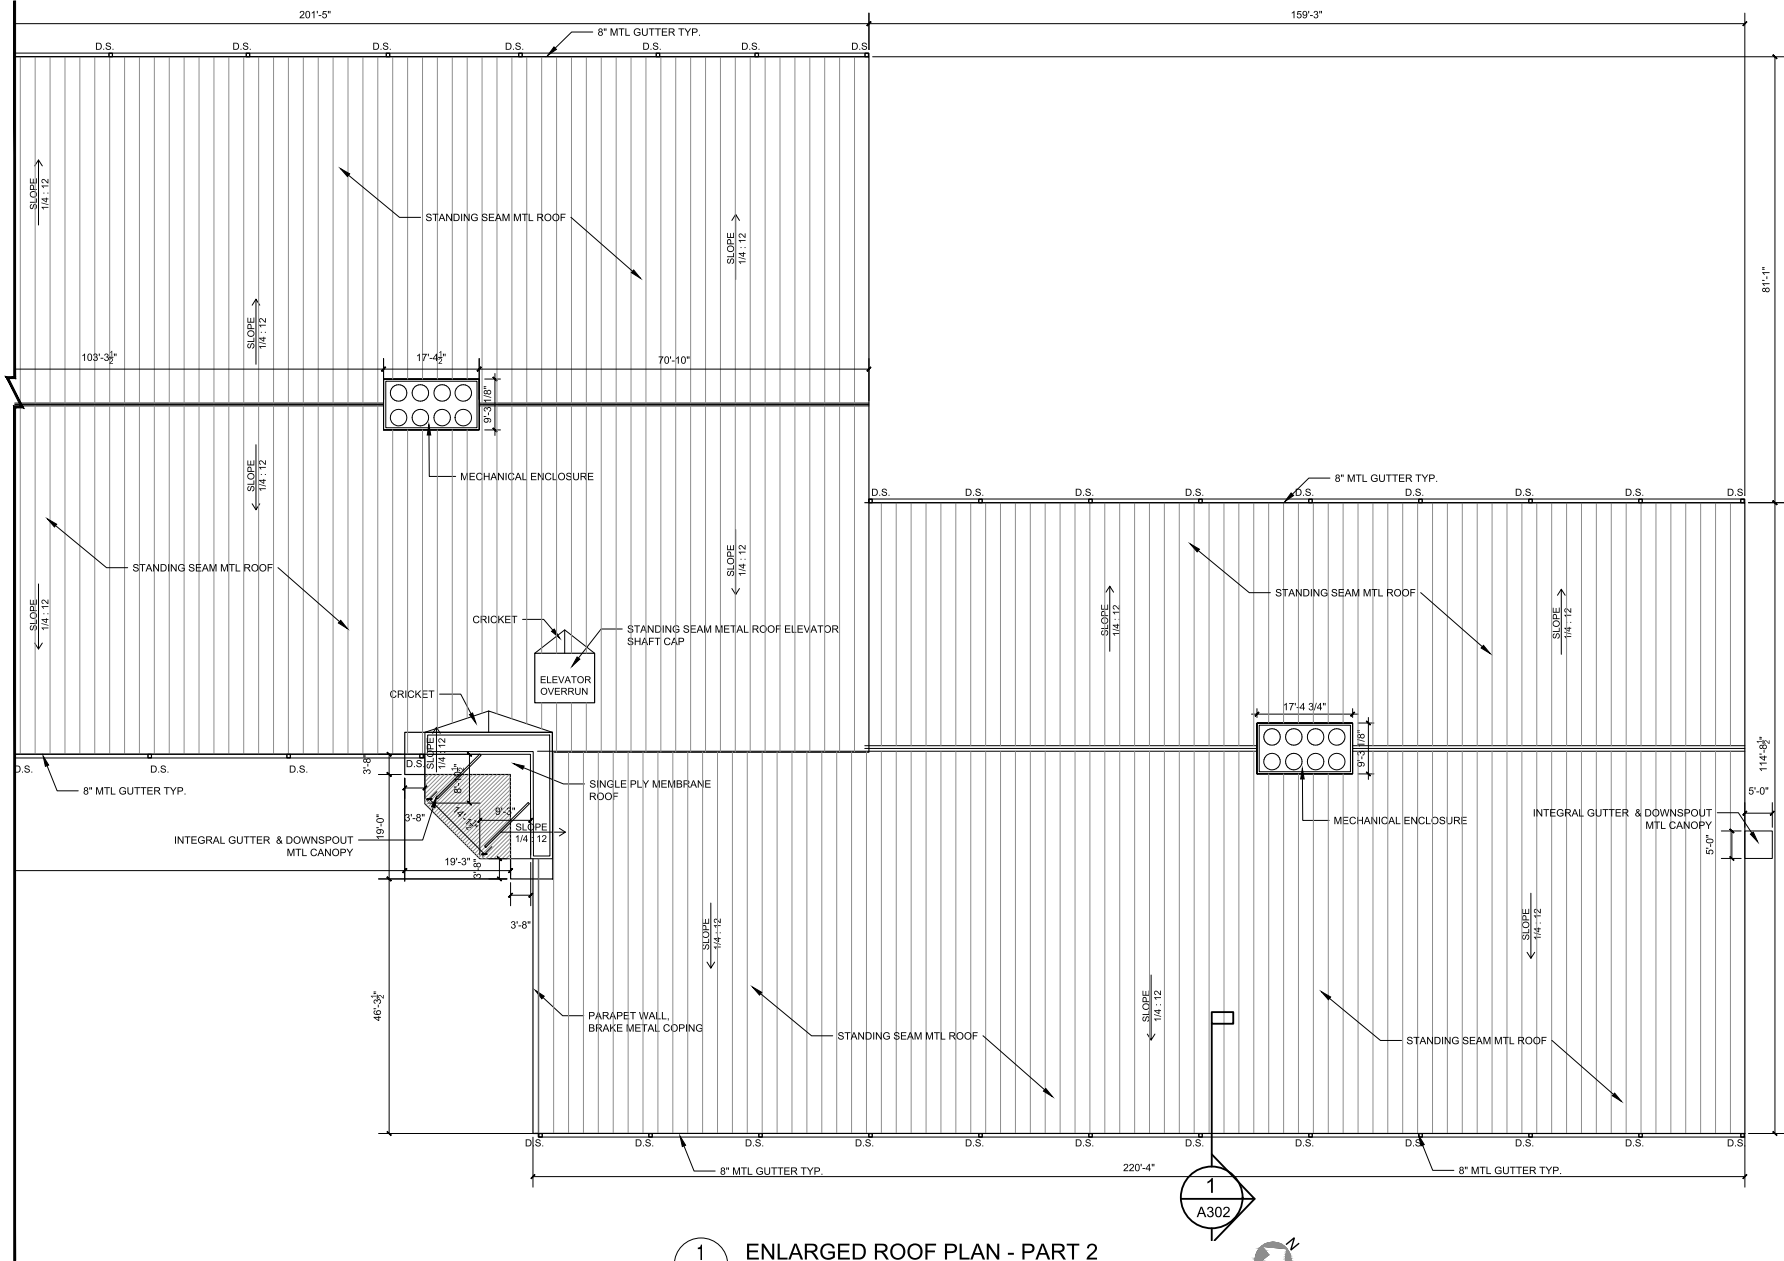 201'-5"
159'-3"
8" MTL GUTTER TYP.
D.S.
D.S.
D.S.
D.S.
D.S.
D.S.
D.S.
SLOPE
1/4 : 12
STANDING SEAM MTL ROOF
SLOPE
1/4 : 12
81'-1"
SLOPE
1/4 : 12
103'-3½"
17'-4½"
70'-10"
9'-3 1/8"
SLOPE
1/4 : 12
MECHANICAL ENCLOSURE
8" MTL GUTTER TYP.
D.S.
D.S.
D.S.
D.S.
D.S.
D.S.
D.S.
D.S.
D.S.
STANDING SEAM MTL ROOF
SLOPE
1/4 : 12
SLOPE
1/4 : 12
STANDING SEAM MTL ROOF
SLOPE
1/4 : 12
SLOPE
1/4 : 12
CRICKET
STANDING SEAM METAL ROOF ELEVATOR
SHAFT CAP
ELEVATOR
OVERRUN
CRICKET
17'-4 3/4"
9'-3 1/8"
114'-8½"
SLOPE
1/4 : 12
D.S.
D.S.
D.S.
3'-8"
D.S.
8" MTL GUTTER TYP.
SINGLE PLY MEMBRANE
ROOF
5'-0"
INTEGRAL GUTTER & DOWNSPOUT
MTL CANOPY
MECHANICAL ENCLOSURE
5'-0"
3'-8"
9'-3"
19'-0"
SLOPE
1/4 : 12
INTEGRAL GUTTER & DOWNSPOUT
MTL CANOPY
19'-3"
3'-8"
3'-8"
SLOPE
1/4 : 12
SLOPE
1/4 : 12
SLOPE
1/4 : 12
46'-3½"
PARAPET WALL,
BRAKE METAL COPING
STANDING SEAM MTL ROOF
STANDING SEAM MTL ROOF
D.S.
D.S.
D.S.
D.S.
D.S.
D.S.
D.S.
D.S.
D.S.
D.S.
D.S.
D.S.
8" MTL GUTTER TYP.
220'-4"
8" MTL GUTTER TYP.
1
A302
1
ENLARGED ROOF PLAN - PART 2
N